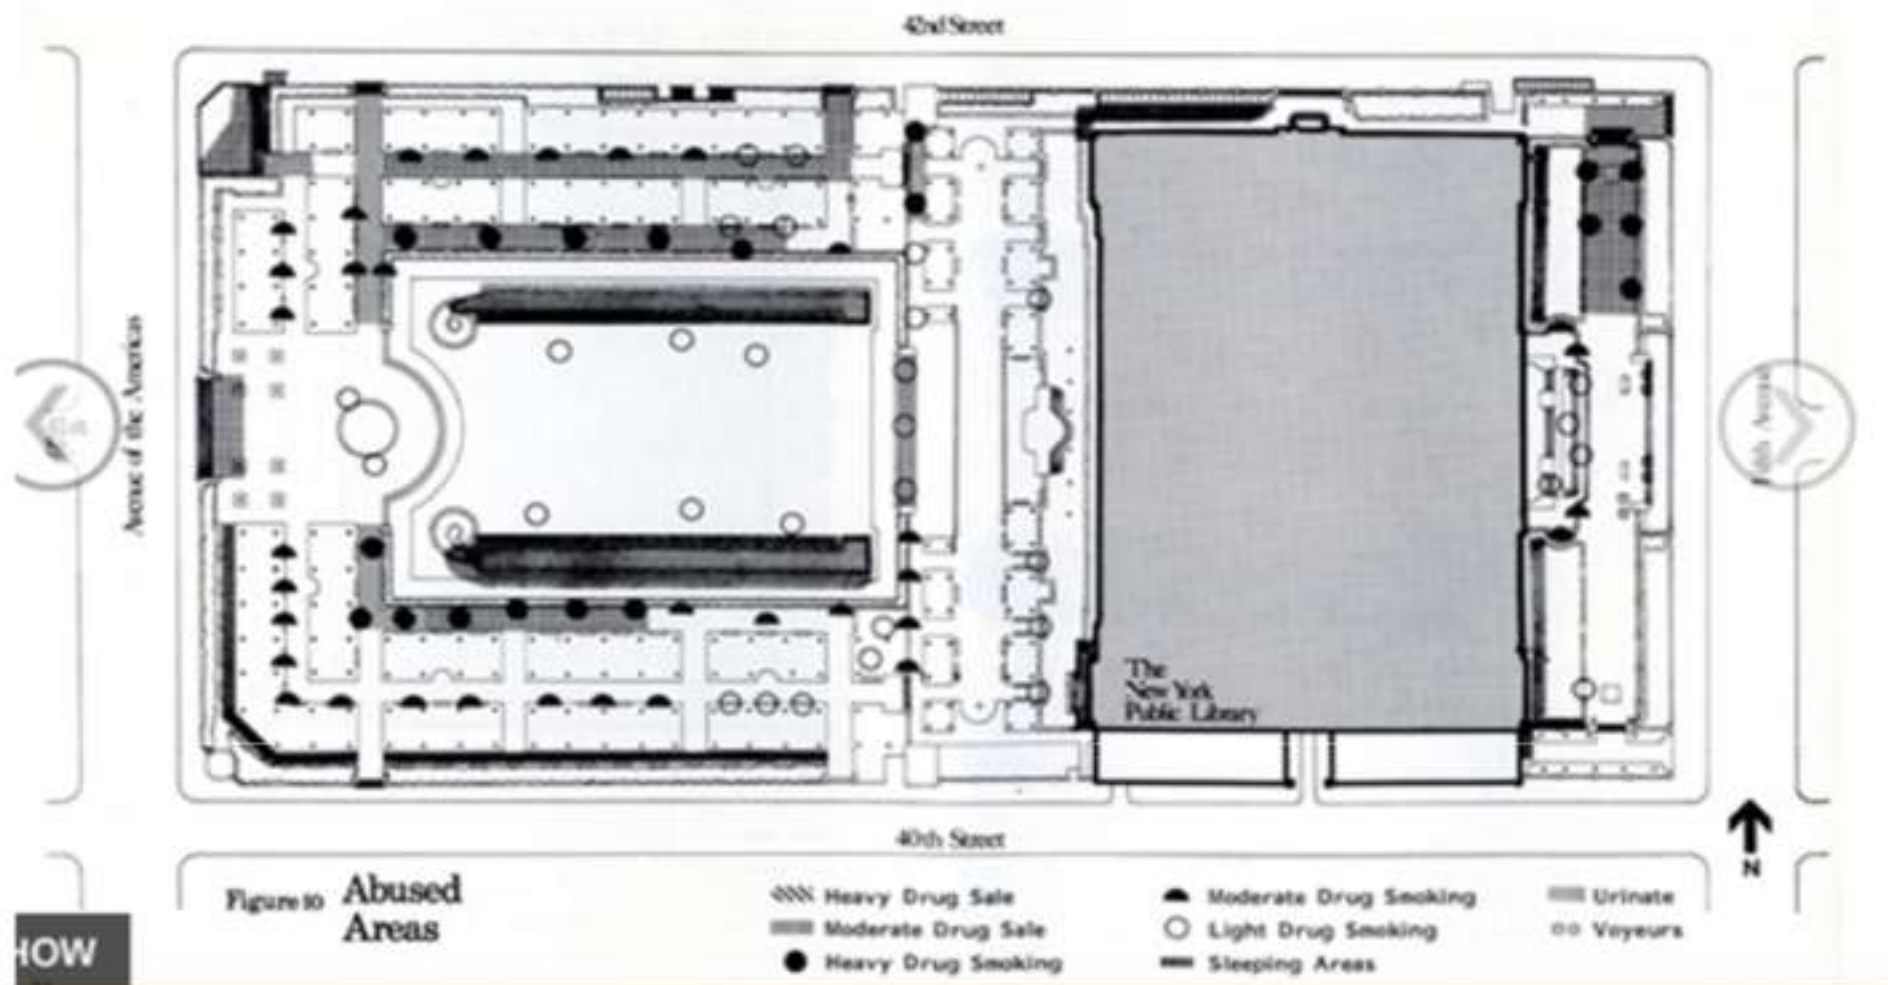 42nd Street
Avenue of the Americas
Fifth Avenue
The
New York
Public Library
40th Street
N
Figure 10 Abused
Areas
Heavy Drug Sale
Moderate Drug Sale
Heavy Drug Smoking
Moderate Drug Smoking
Light Drug Smoking
Sleeping Areas
Urinate
Voyeurs
HOW